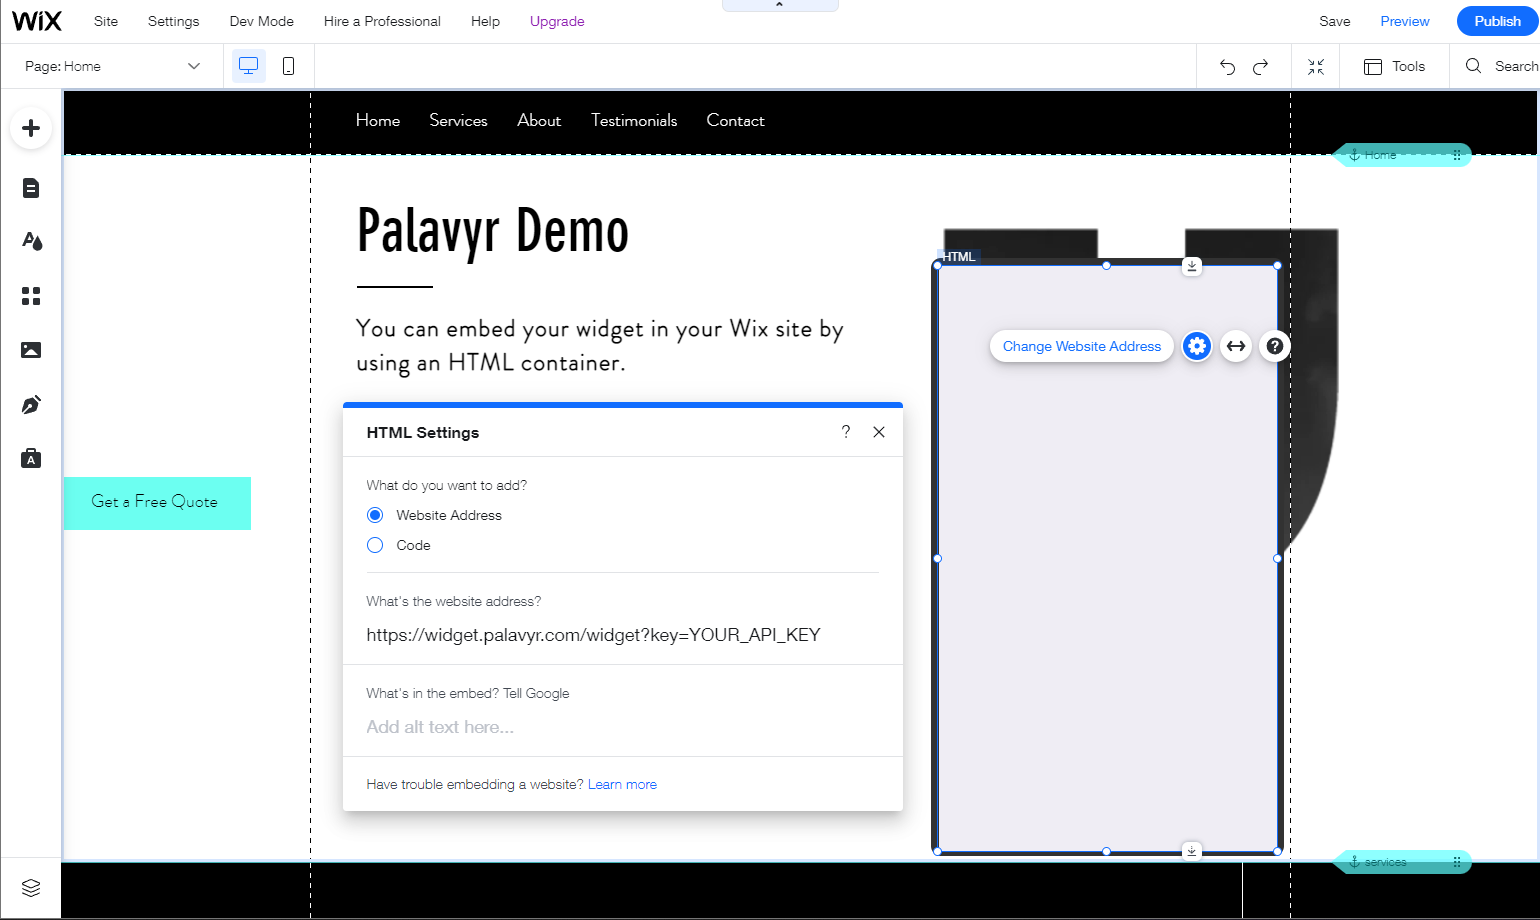 WiX Site Settings Dev Mode Hire a Professional Help Upgrade Save Preview Publish
Page: Home Tools Search
Home Services About Testimonials Contact
Home
Palavyr Demo
HTML
You can embed your widget in your Wix site by
using an HTML container.
Change Website Address ?
HTML Settings ?
What do you want to add?
Website Address
Code
Get a Free Quote
What's the website address?
https://widget.palavyr.com/widget?key=YOUR_API_KEY
What's in the embed? Tell Google
Add alt text here...
Have trouble embedding a website? Learn more
services